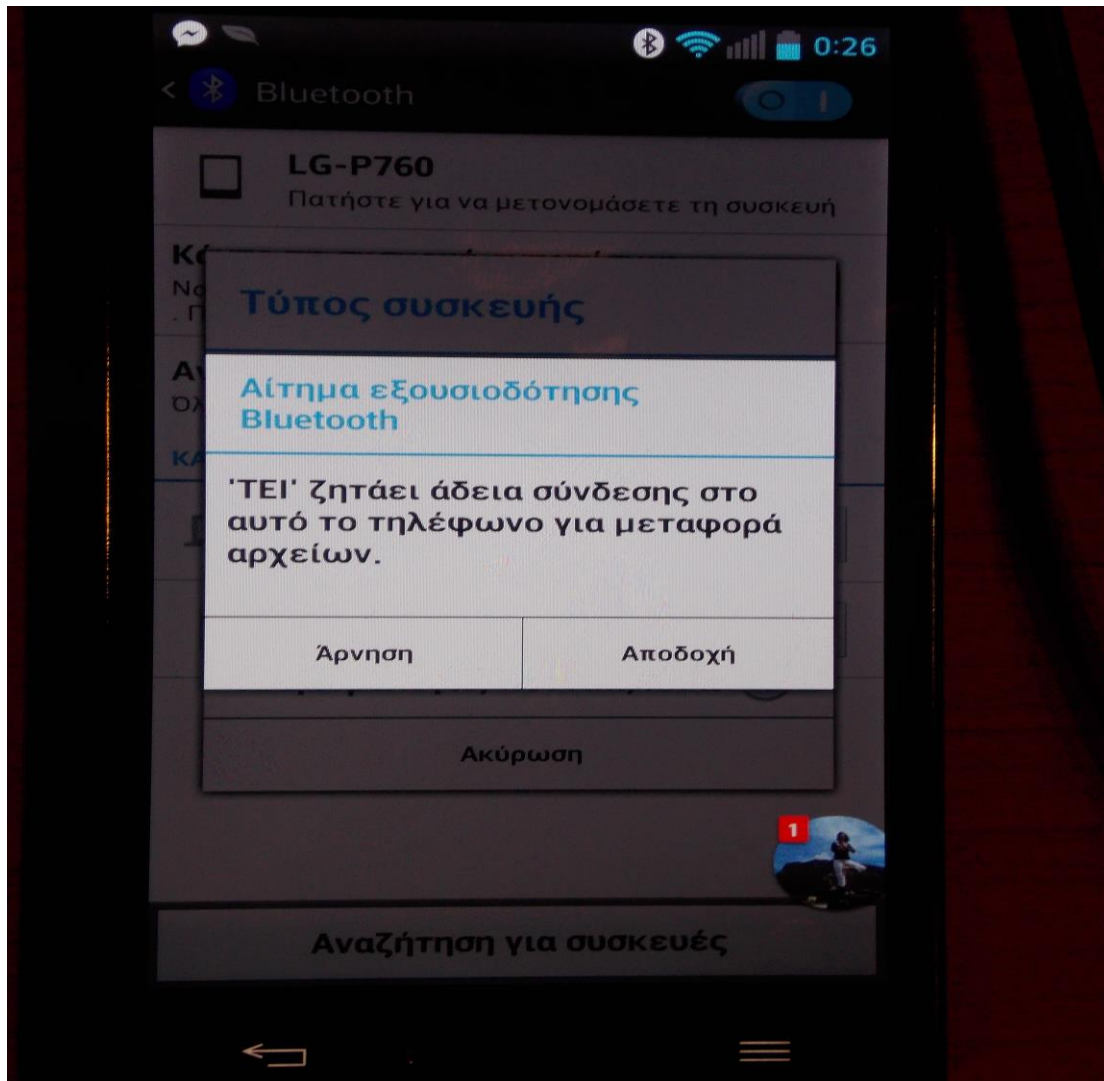 0:26
Bluetooth
LG-P760
Πατήστε για να μετονομάσετε τη συσκευή
Τύπος συσκευής
Αίτημα εξουσιοδότησης
Bluetooth
'TEI' ζητάει άδεια σύνδεσης στο
αυτό το τηλέφωνο για μεταφορά
αρχείων.
Άρνηση Αποδοχή
Ακύρωση
1
Αναζήτηση για συσκευές